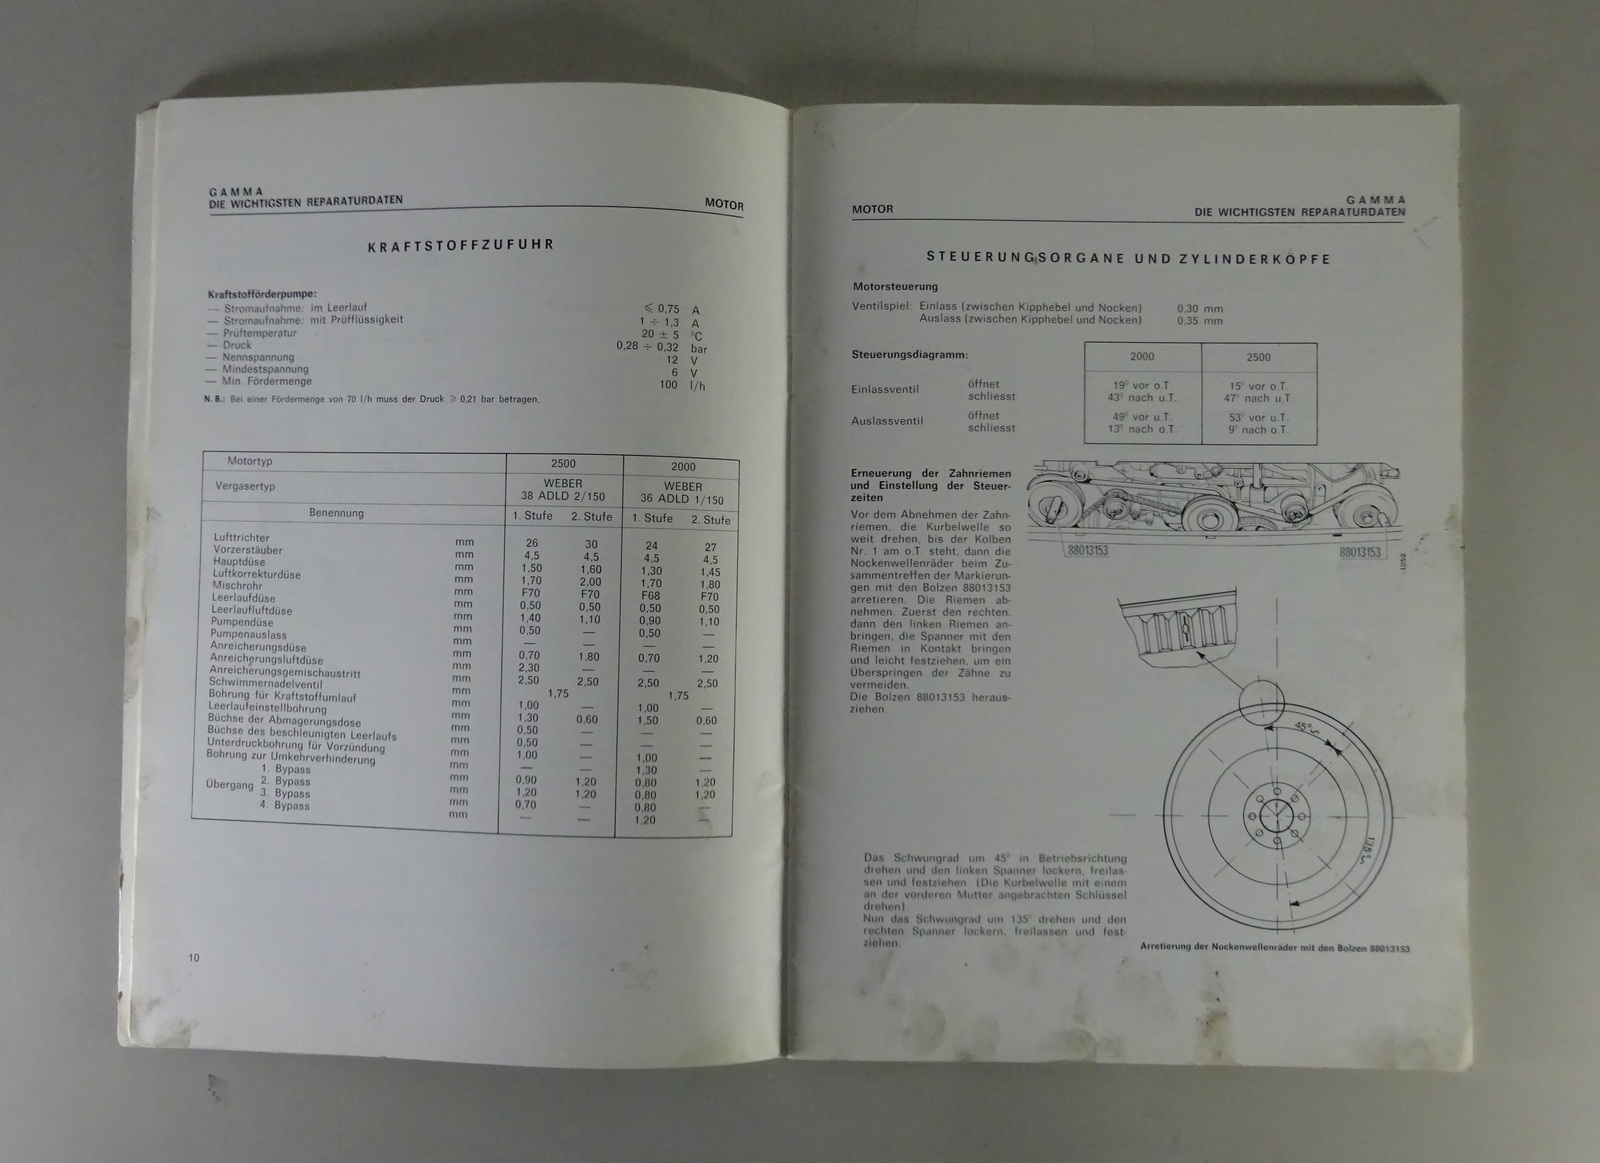 GAMMA
DIE WICHTIGSTEN REPARATURDATEN MOTOR
KRAFTSTOFFZUFUHR
Kraftstofförderpumpe:
— Stromaufnahme: im Leerlauf ≤ 0,75 A
— Stromaufnahme: mit Prüfflüssigkeit 1 ÷ 1,3 A
— Prüftemperatur 20 ± 5 °C
— Druck 0,28 ÷ 0,32 bar
— Nennspannung 12 V
— Mindestspannung 6 V
— Min. Fördermenge 100 l/h
N. B.: Bei einer Fördermenge von 70 l/h muss der Druck ≥ 0,21 bar betragen.
Motortyp 2500 2000
Vergasertyp WEBER WEBER
38 ADLD 2/150 36 ADLD 1/150
Benennung 1. Stufe 2. Stufe 1. Stufe 2. Stufe
Lufttrichter mm 26 30 24 27
Vorzerstäuber mm 4,5 4,5 4,5 4,5
Hauptdüse mm 1,50 1,60 1,30 1,45
Luftkorrekturdüse mm 1,70 2,00 1,70 1,80
Mischrohr mm F70 F70 F68 F70
Leerlaufdüse mm 0,50 0,50 0,50 0,50
Leerlaufluftdüse mm 1,40 1,10 0,90 1,10
Pumpendüse mm 0,50 — 0,50 —
Pumpenauslass mm — — — —
Anreicherungsdüse mm 0,70 1,80 0,70 1,20
Anreicherungsluftdüse mm 2,30 — — —
Anreicherungsgemischaustritt mm 2,50 2,50 2,50 2,50
Schwimmernadelventil mm 1,75 1,75
Bohrung für Kraftstoffumlauf mm 1,00 — 1,00 —
Leerlaufeinstellbohrung mm 1,30 0,60 1,50 0,60
Büchse der Abmagerungsdose mm 0,50 — — —
Büchse des beschleunigten Leerlaufs mm 0,50 — — —
Unterdruckbohrung für Vorzündung mm 1,00 — 1,00 —
Bohrung zur Umkehrverhinderung mm — — 1,30 —
1. Bypass mm 0,90 1,20 0,80 1,20
Übergang 2. Bypass mm 1,20 1,20 0,80 1,20
3. Bypass mm 0,70 — 0,80 —
4. Bypass mm — — 1,20 —
10
GAMMA
MOTOR DIE WICHTIGSTEN REPARATURDATEN
STEUERUNGSORGANE UND ZYLINDERKÖPFE
Motorsteuerung
Ventilspiel: Einlass (zwischen Kipphebel und Nocken) 0.30 mm
Auslass (zwischen Kipphebel und Nocken) 0.35 mm
Steuerungsdiagramm: 2000 2500
Einlassventil öffnet 19° vor o.T. 15° vor o.T.
schliesst 43° nach u.T. 47° nach u.T.
Auslassventil öffnet 49° vor u.T. 53° vor u.T.
schliesst 13° nach o.T. 9° nach o.T.
Erneuerung der Zahnriemen
und Einstellung der Steuer-
zeiten
Vor dem Abnehmen der Zahn-
riemen, die Kurbelwelle so
weit drehen, bis der Kolben
Nr. 1 am o.T. steht, dann die
Nockenwellenräder beim Zu-
sammentreffen der Markierun-
gen mit den Bolzen 88013153
arretieren. Die Riemen ab-
nehmen. Zuerst den rechten,
dann den linken Riemen an-
bringen, die Spanner mit den
Riemen in Kontakt bringen
und leicht festziehen, um ein
Überspringen der Zähne zu
vermeiden.
Die Bolzen 88013153 heraus-
ziehen.
88013153 88013153
45°
135°
Das Schwungrad um 45° in Betriebsrichtung
drehen und den linken Spanner lockern, freilas-
sen und festziehen. (Die Kurbelwelle mit einem
an der vorderen Mutter angebrachten Schlüssel
drehen)
Nun das Schwungrad um 135° drehen und den
rechten Spanner lockern, freilassen und fest-
ziehen.
Arretierung der Nockenwellenräder mit den Bolzen 88013153